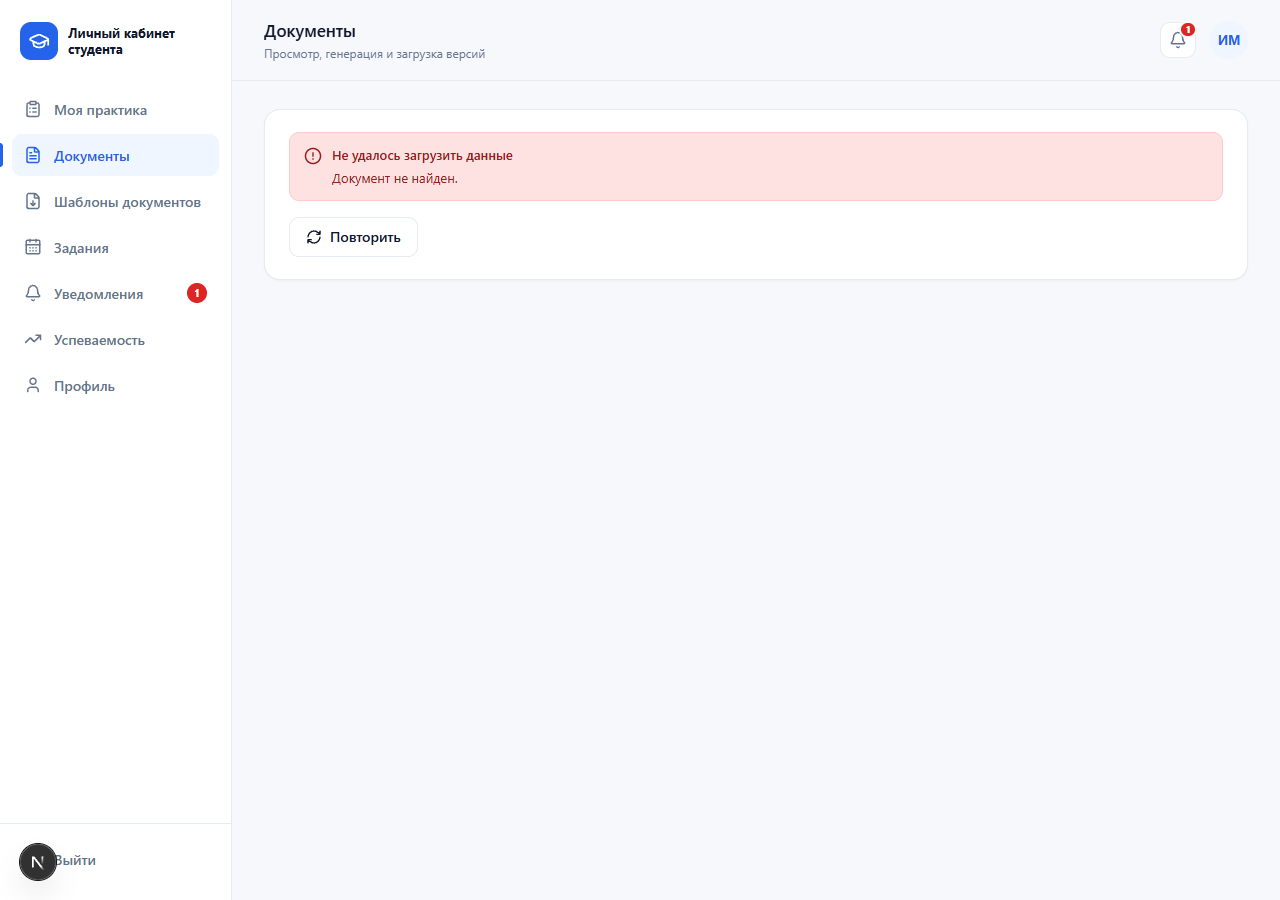 Личный кабинет
студента
Моя практика
Документы
Шаблоны документов
Задания
Уведомления
1
Успеваемость
Профиль
N
Выйти
Документы
Просмотр, генерация и загрузка версий
1
ИМ
Не удалось загрузить данные
Документ не найден.
Повторить